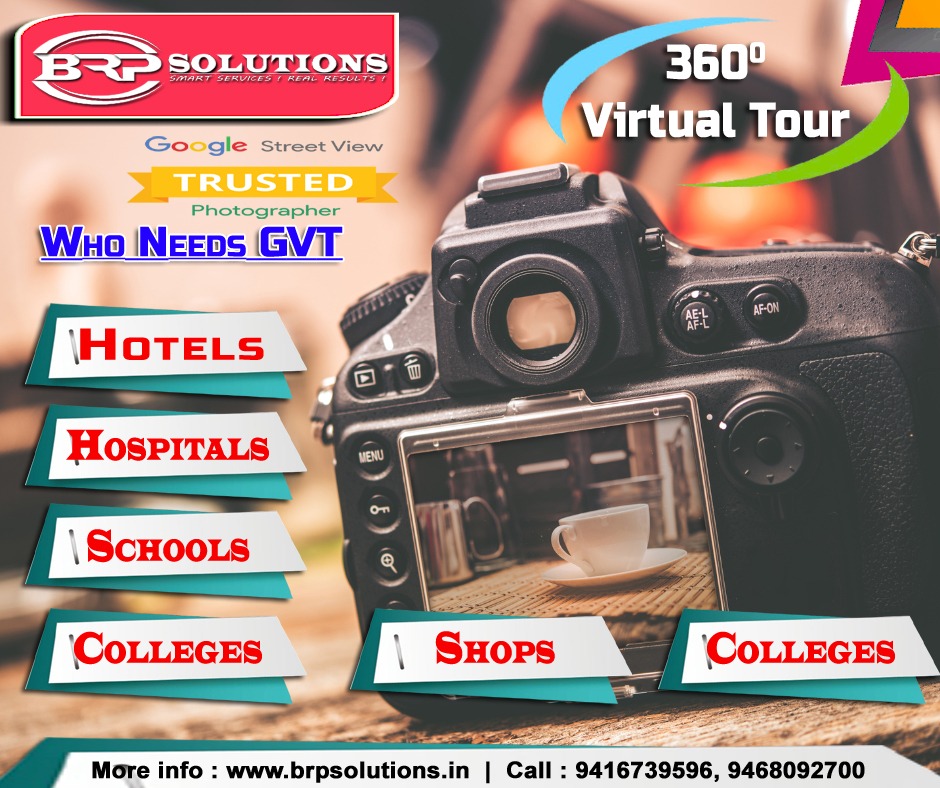 BRP SOLUTIONS
SMART SERVICES ! REAL RESULTS !
360⁰
Virtual Tour
Google Street View
TRUSTED
Photographer
WHO NEEDS GVT
HOTELS
HOSPITALS
SCHOOLS
COLLEGES
SHOPS
COLLEGES
AE-L
AF-L
AF-ON
MENU
More info : www.brpsolutions.in | Call : 9416739596, 9468092700